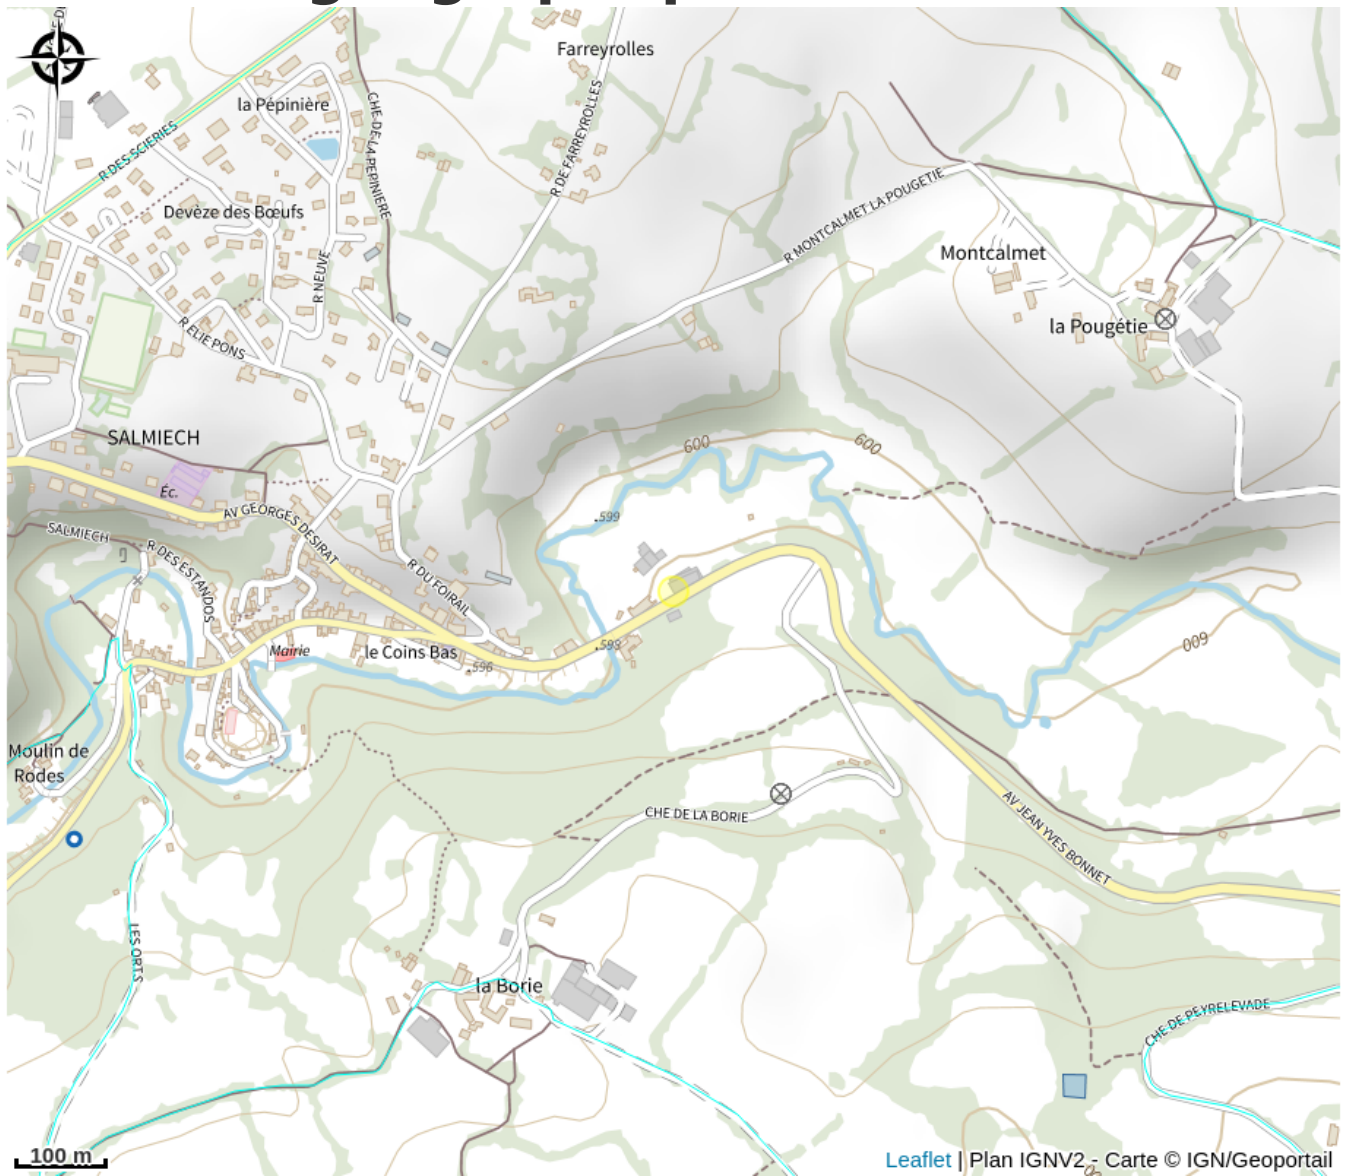 Farreyrolles
la Pépinière
CHE DE LA PEPINIERE
R DES SCIERIES
R DE FARREYROLLES
R MONTCALMET LA POUGETIE
Devèze des Bœufs
Montcalmet
R NEUVE
la Pougétie
R ELIE PONS
SALMIECH
600
600
Éc.
AV GEORGES DESIRAT
.599
SALMIECH
R DES ESTANDOS
R DU FOIRAIL
Mairie
le Coins Bas
.593
600
.596
Moulin de
Rodes
CHE DE LA BORIE
AV JEAN YVES BONNET
LES ORTS
la Borie
CHE DE PEYRELEVADE
100 m
Leaflet | Plan IGNV2 - Carte © IGN/Geoportail